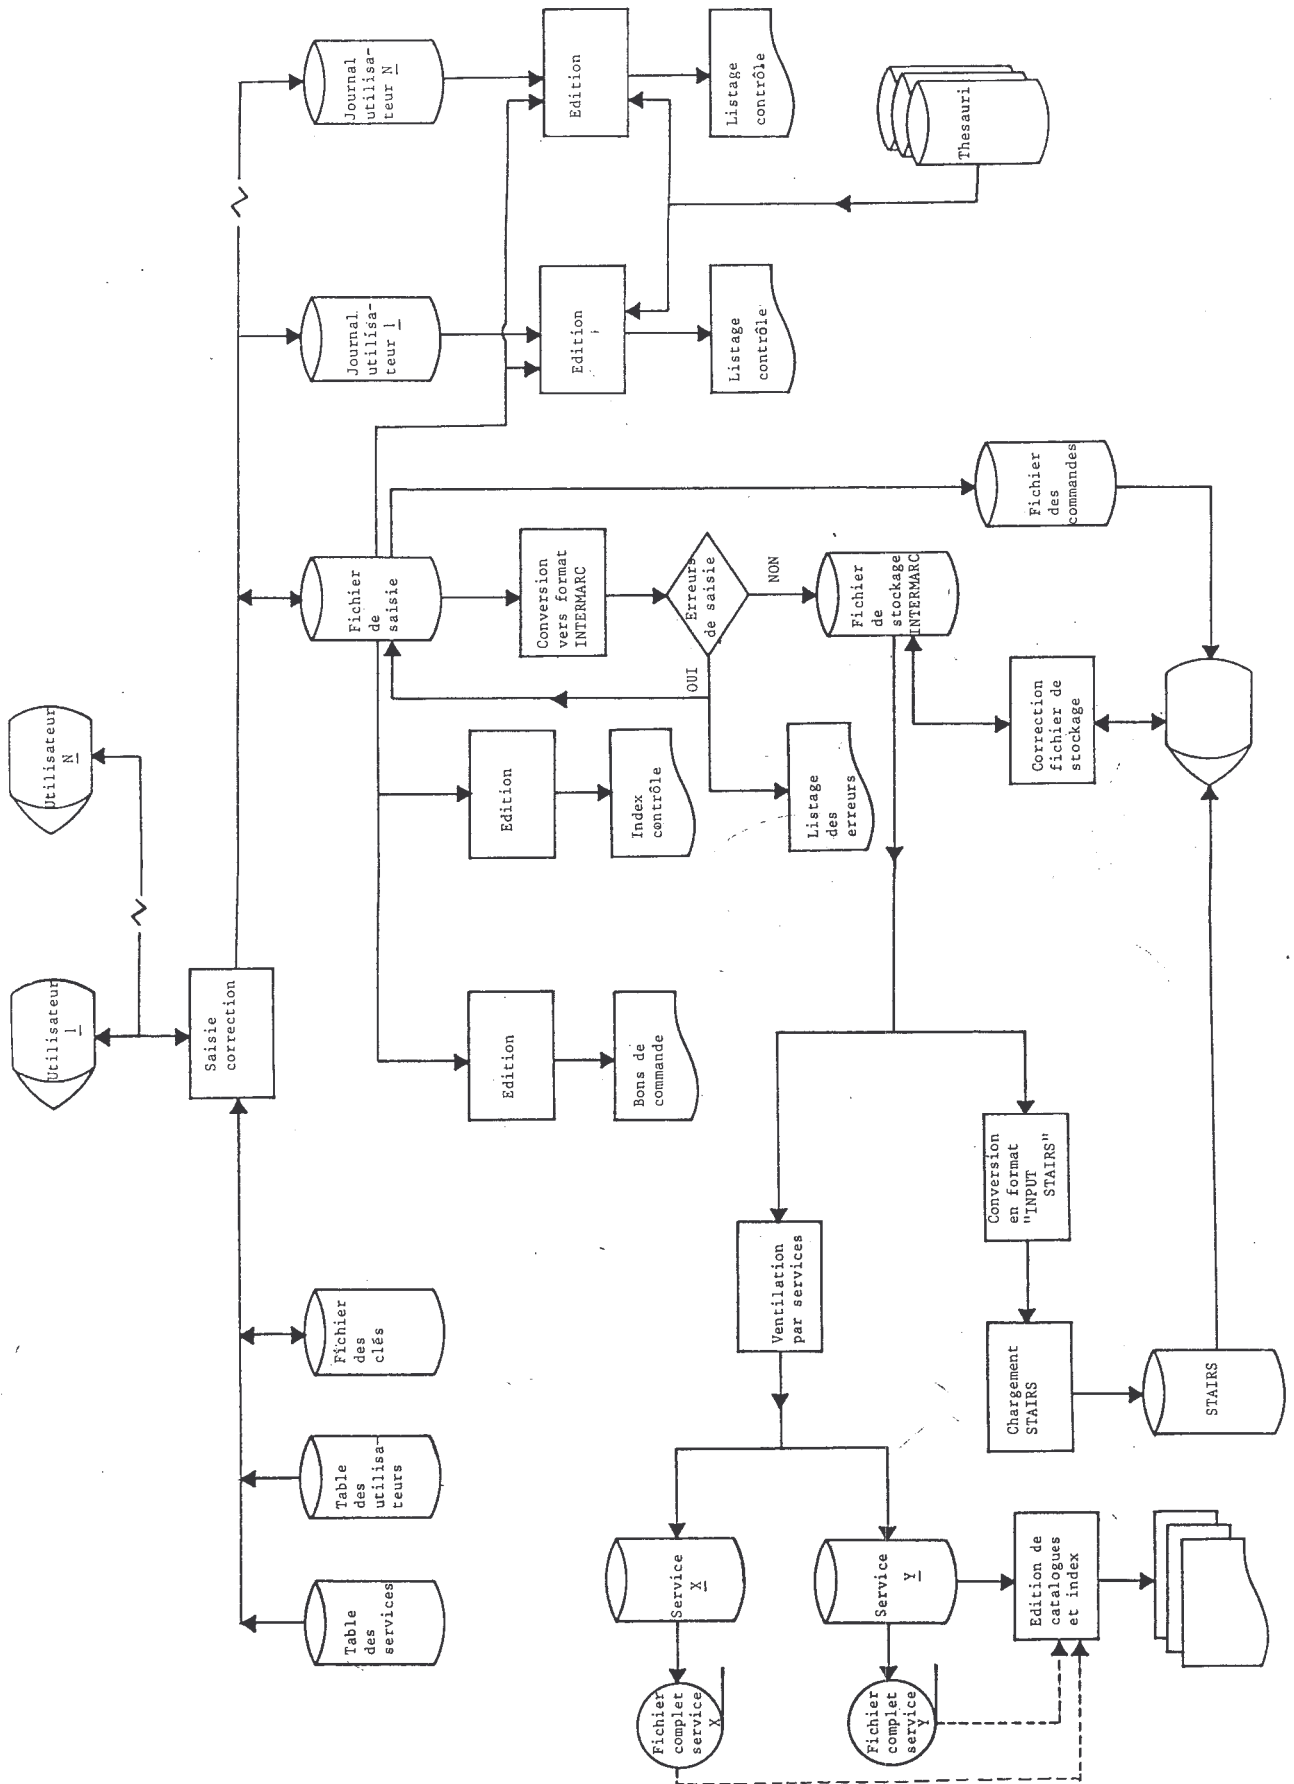 Utilisateur
1
Utilisateur
N
Saisie
correction
Table
des
services
Table
des
utilisa-
teurs
Fichier
des
clés
Fichier
de
saisie
Journal
utilisa-
teur 1
Journal
utilisa-
teur N
Edition
Bons de
commande
Edition
Index
contrôle
Conversion
vers format
INTERMARC
Erreurs
de saisie
OUI
NON
Listage
des
erreurs
Edition
Listage
contrôle
Edition
Listage
contrôle
Thesauri
Fichier
de
stockage
INTERMARC
Fichier
des
commandes
Correction
fichier de
stockage
Ventilation
par services
Conversion
en format
"INPUT
STAIRS"
Chargement
STAIRS
STAIRS
Service
X
Service
Y
Fichier
complet
service
X
Fichier
complet
service
Y
Edition de
catalogues
et index